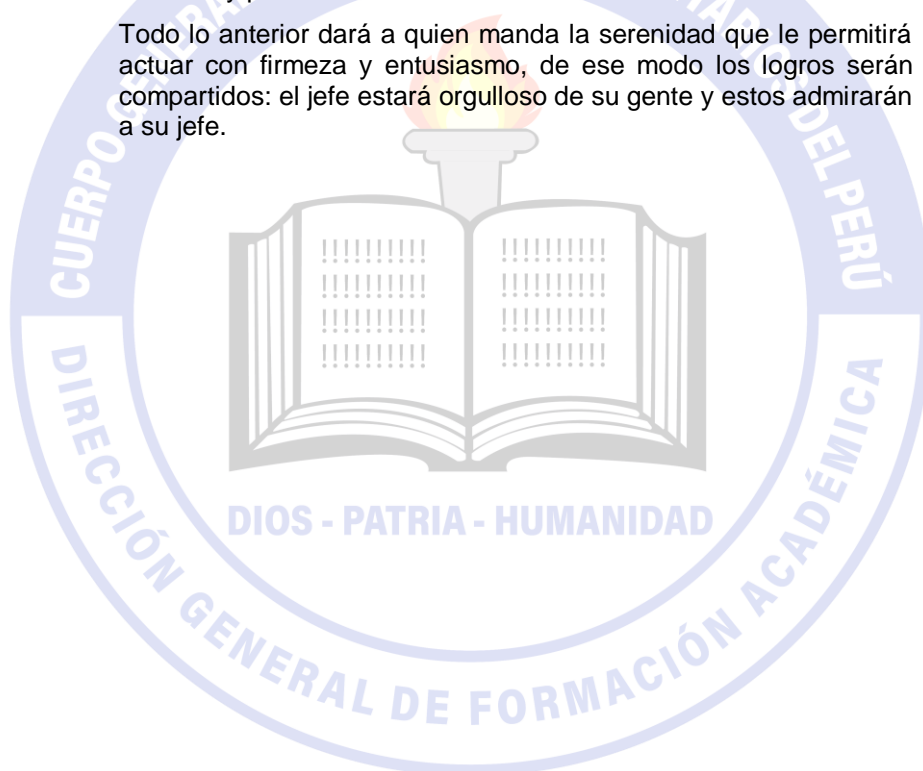 Todo lo anterior dará a quien manda la serenidad que le permitirá
actuar con firmeza y entusiasmo, de ese modo los logros serán
compartidos: el jefe estará orgulloso de su gente y estos admirarán
a su jefe.
CUERPO
DEL PERÚ
!!!!!!!!!! !!!!!!!!!!
!!!!!!!!!! !!!!!!!!!!
!!!!!!!!!! !!!!!!!!!!
!!!!!!!!!! !!!!!!!!!!
DIOS - PATRIA - HUMANIDAD
DIRECCIÓN GENERAL DE FORMACIÓN ACADÉMICA